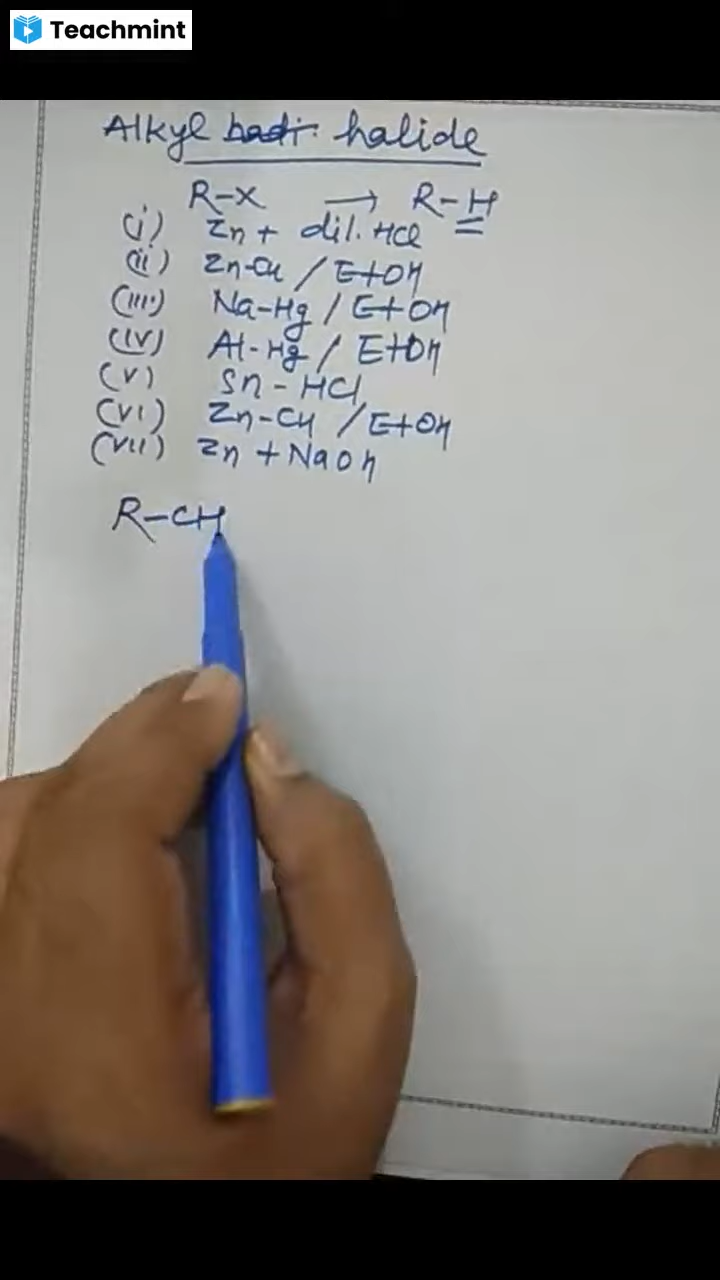 Teachmint
Alkyl halide
R-X → R-H
(i) Zn + dil. HCl
(ii) Zn-Cu / EtOH
(iii) Na-Hg / EtOH
(iv) Al-Hg / EtOH
(v) Sn - HCl
(vi) Zn-Cu / EtOH
(vii) Zn + NaOH
R-CH